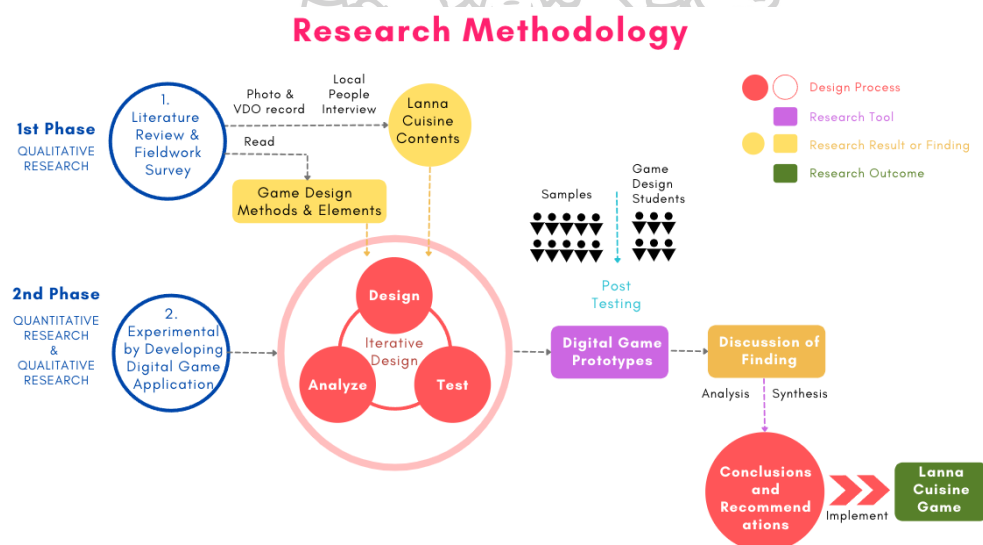 Research Methodology
1st Phase
QUALITATIVE
RESEARCH
1.
Literature
Review &
Fieldwork
Survey
Photo &
VDO record
Local
People
Interview
Read
Lanna
Cuisine
Contents
Game Design
Methods & Elements
Design Process
Research Tool
Research Result or Finding
Research Outcome
2nd Phase
QUANTITATIVE
RESEARCH
&
QUALITATIVE
RESEARCH
2.
Experimental
by Developing
Digital Game
Application
Design
Iterative
Design
Analyze
Test
Samples
Game
Design
Students
Post
Testing
Digital Game
Prototypes
Discussion of
Finding
Analysis
Synthesis
Conclusions
and
Recommend
ations
Implement
Lanna
Cuisine
Game